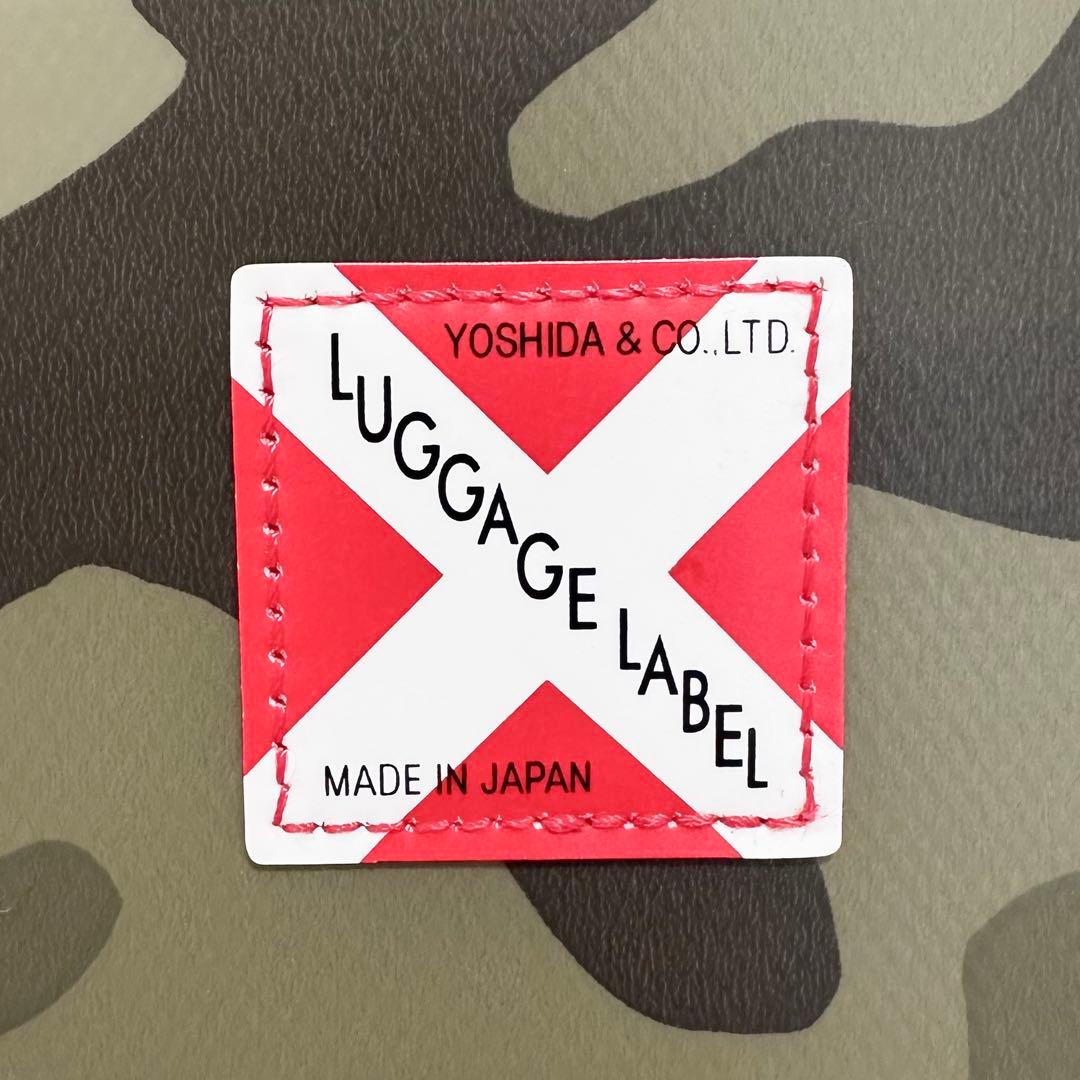 YOSHIDA & CO.,LTD.
LUGGAGE LABEL
MADE IN JAPAN